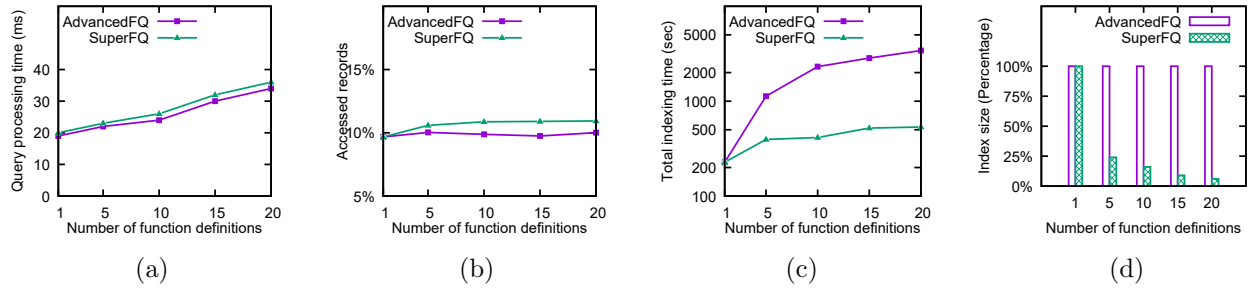 AdvancedFQ
SuperFQ
Query processing time (ms)
40
30
20
10
0
1 5 10 15 20
Number of function definitions
(a)
AdvancedFQ
SuperFQ
Accessed records
15%
10%
5%
1 5 10 15 20
Number of function definitions
(b)
AdvancedFQ
SuperFQ
Total indexing time (sec)
5000
2000
1000
500
200
100
1 5 10 15 20
Number of function definitions
(c)
AdvancedFQ
SuperFQ
Index size (Percentage)
100%
75%
50%
25%
0%
1 5 10 15 20
Number of function definitions
(d)